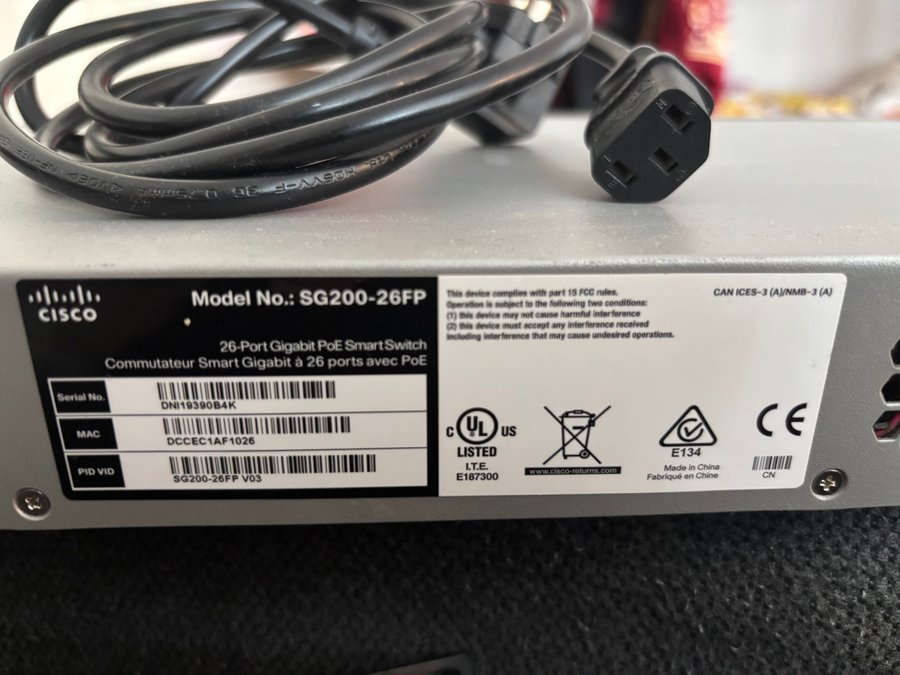 H05VV-F 3G 0.75mm²
CISCO
Model No.: SG200-26FP
26-Port Gigabit PoE Smart Switch
Commutateur Smart Gigabit à 26 ports avec PoE
Serial No.
DNI19390B4K
MAC
DCCEC1AF1026
PID VID
SG200-26FP V03
This device complies with part 15 FCC rules.
Operation is subject to the following two conditions:
(1) this device may not cause harmful interference
(2) this device must accept any interference received
including interference that may cause undesired operations.
CAN ICES-3 (A)/NMB-3 (A)
C UL US
LISTED
I.T.E.
E187300
www.cisco-returns.com
E134
Made in China
Fabriqué en Chine
CE
CN